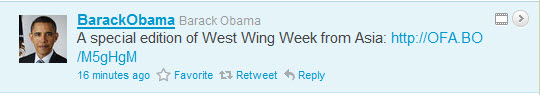 BarackObama Barack Obama
A special edition of West Wing Week from Asia: http://OFA.BO
/M5gHgM
16 minutes ago Favorite Retweet Reply